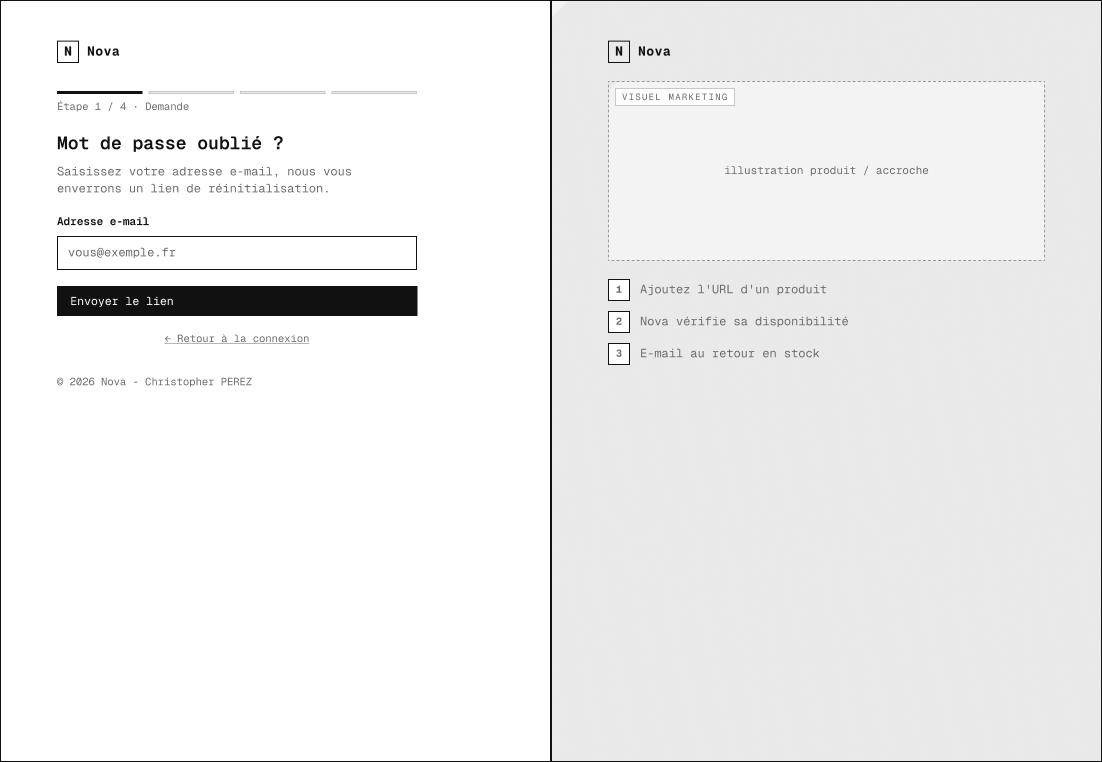 N Nova
Étape 1 / 4 · Demande
Mot de passe oublié ?
Saisissez votre adresse e-mail, nous vous
enverrons un lien de réinitialisation.
Adresse e-mail
vous@exemple.fr
Envoyer le lien
← Retour à la connexion
© 2026 Nova - Christopher PEREZ
N Nova
VISUEL MARKETING
illustration produit / accroche
1 Ajoutez l'URL d'un produit
2 Nova vérifie sa disponibilité
3 E-mail au retour en stock